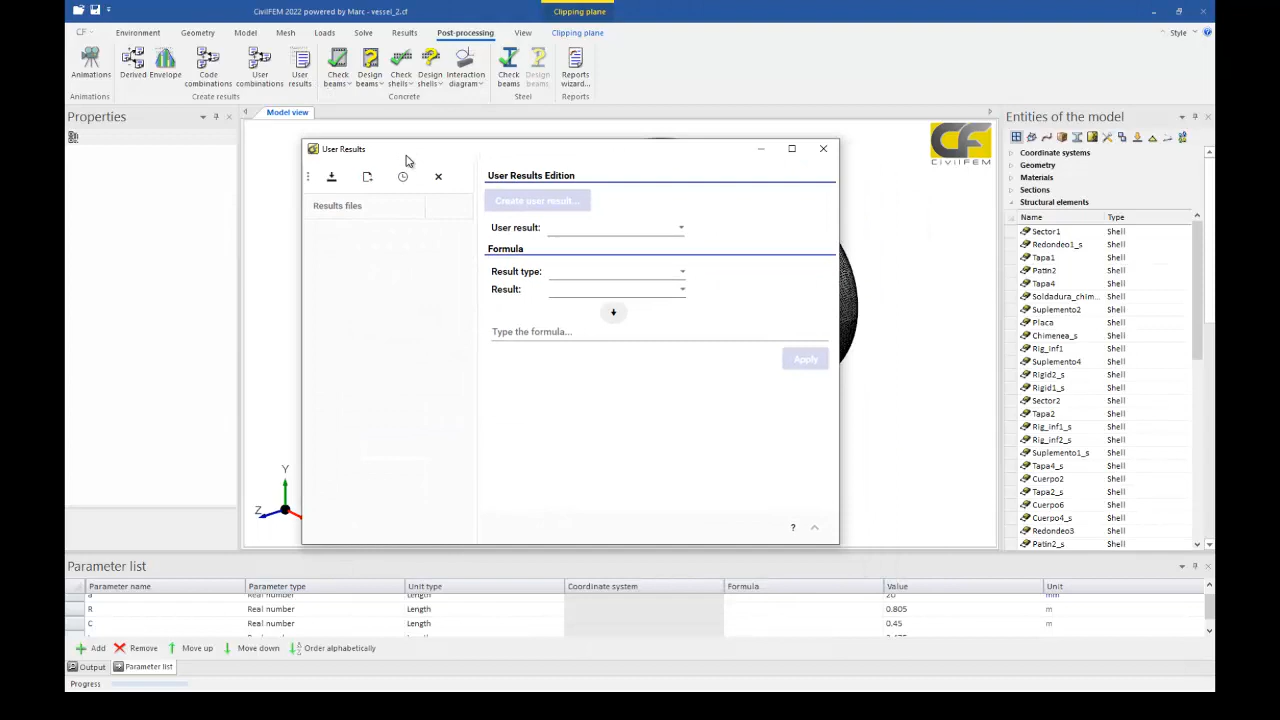 CivilFEM 2022 powered by Marc - vessel_2.cf
Clipping plane
CF
Environment
Geometry
Model
Mesh
Loads
Solve
Results
Post-processing
View
Clipping plane
Style
Animations
Derived
Envelope
Code combinations
User combinations
User results
Check beams
Design beams
Check shells
Design shells
Interaction diagram
Check beams
Design beams
Reports wizard...
Animations
Create results
Concrete
Steel
Reports
Properties
Model view
CF
CIVILFEM
Entities of the model
Coordinate systems
Geometry
Materials
Sections
Structural elements
Name Type
Sector1 Shell
Redondeo1_s Shell
Tapa1 Shell
Patin2 Shell
Tapa4 Shell
Soldadura_chim... Shell
Suplemento2 Shell
Placa Shell
Chimenea_s Shell
Rig_inf1 Shell
Suplemento4 Shell
Rigid2_s Shell
Rigid1_s Shell
Sector2 Shell
Tapa2 Shell
Rig_inf1_s Shell
Rig_inf2_s Shell
Suplemento1_s Shell
Tapa4_s Shell
Cuerpo2 Shell
Tapa2_s Shell
Cuerpo6 Shell
Cuerpo4_s Shell
Redondeo3 Shell
Patin2_s Shell
User Results
Results files
User Results Edition
Create user result...
User result:
Formula
Result type:
Result:
Type the formula...
Apply
?
Y
Z
Parameter list
Parameter name Parameter type Unit type Coordinate system Formula Value Unit
a Real number Length 20 mm
R Real number Length 0.805 m
C Real number Length 0.45 m
Add Remove Move up Move down Order alphabetically
Output Parameter list
Progress